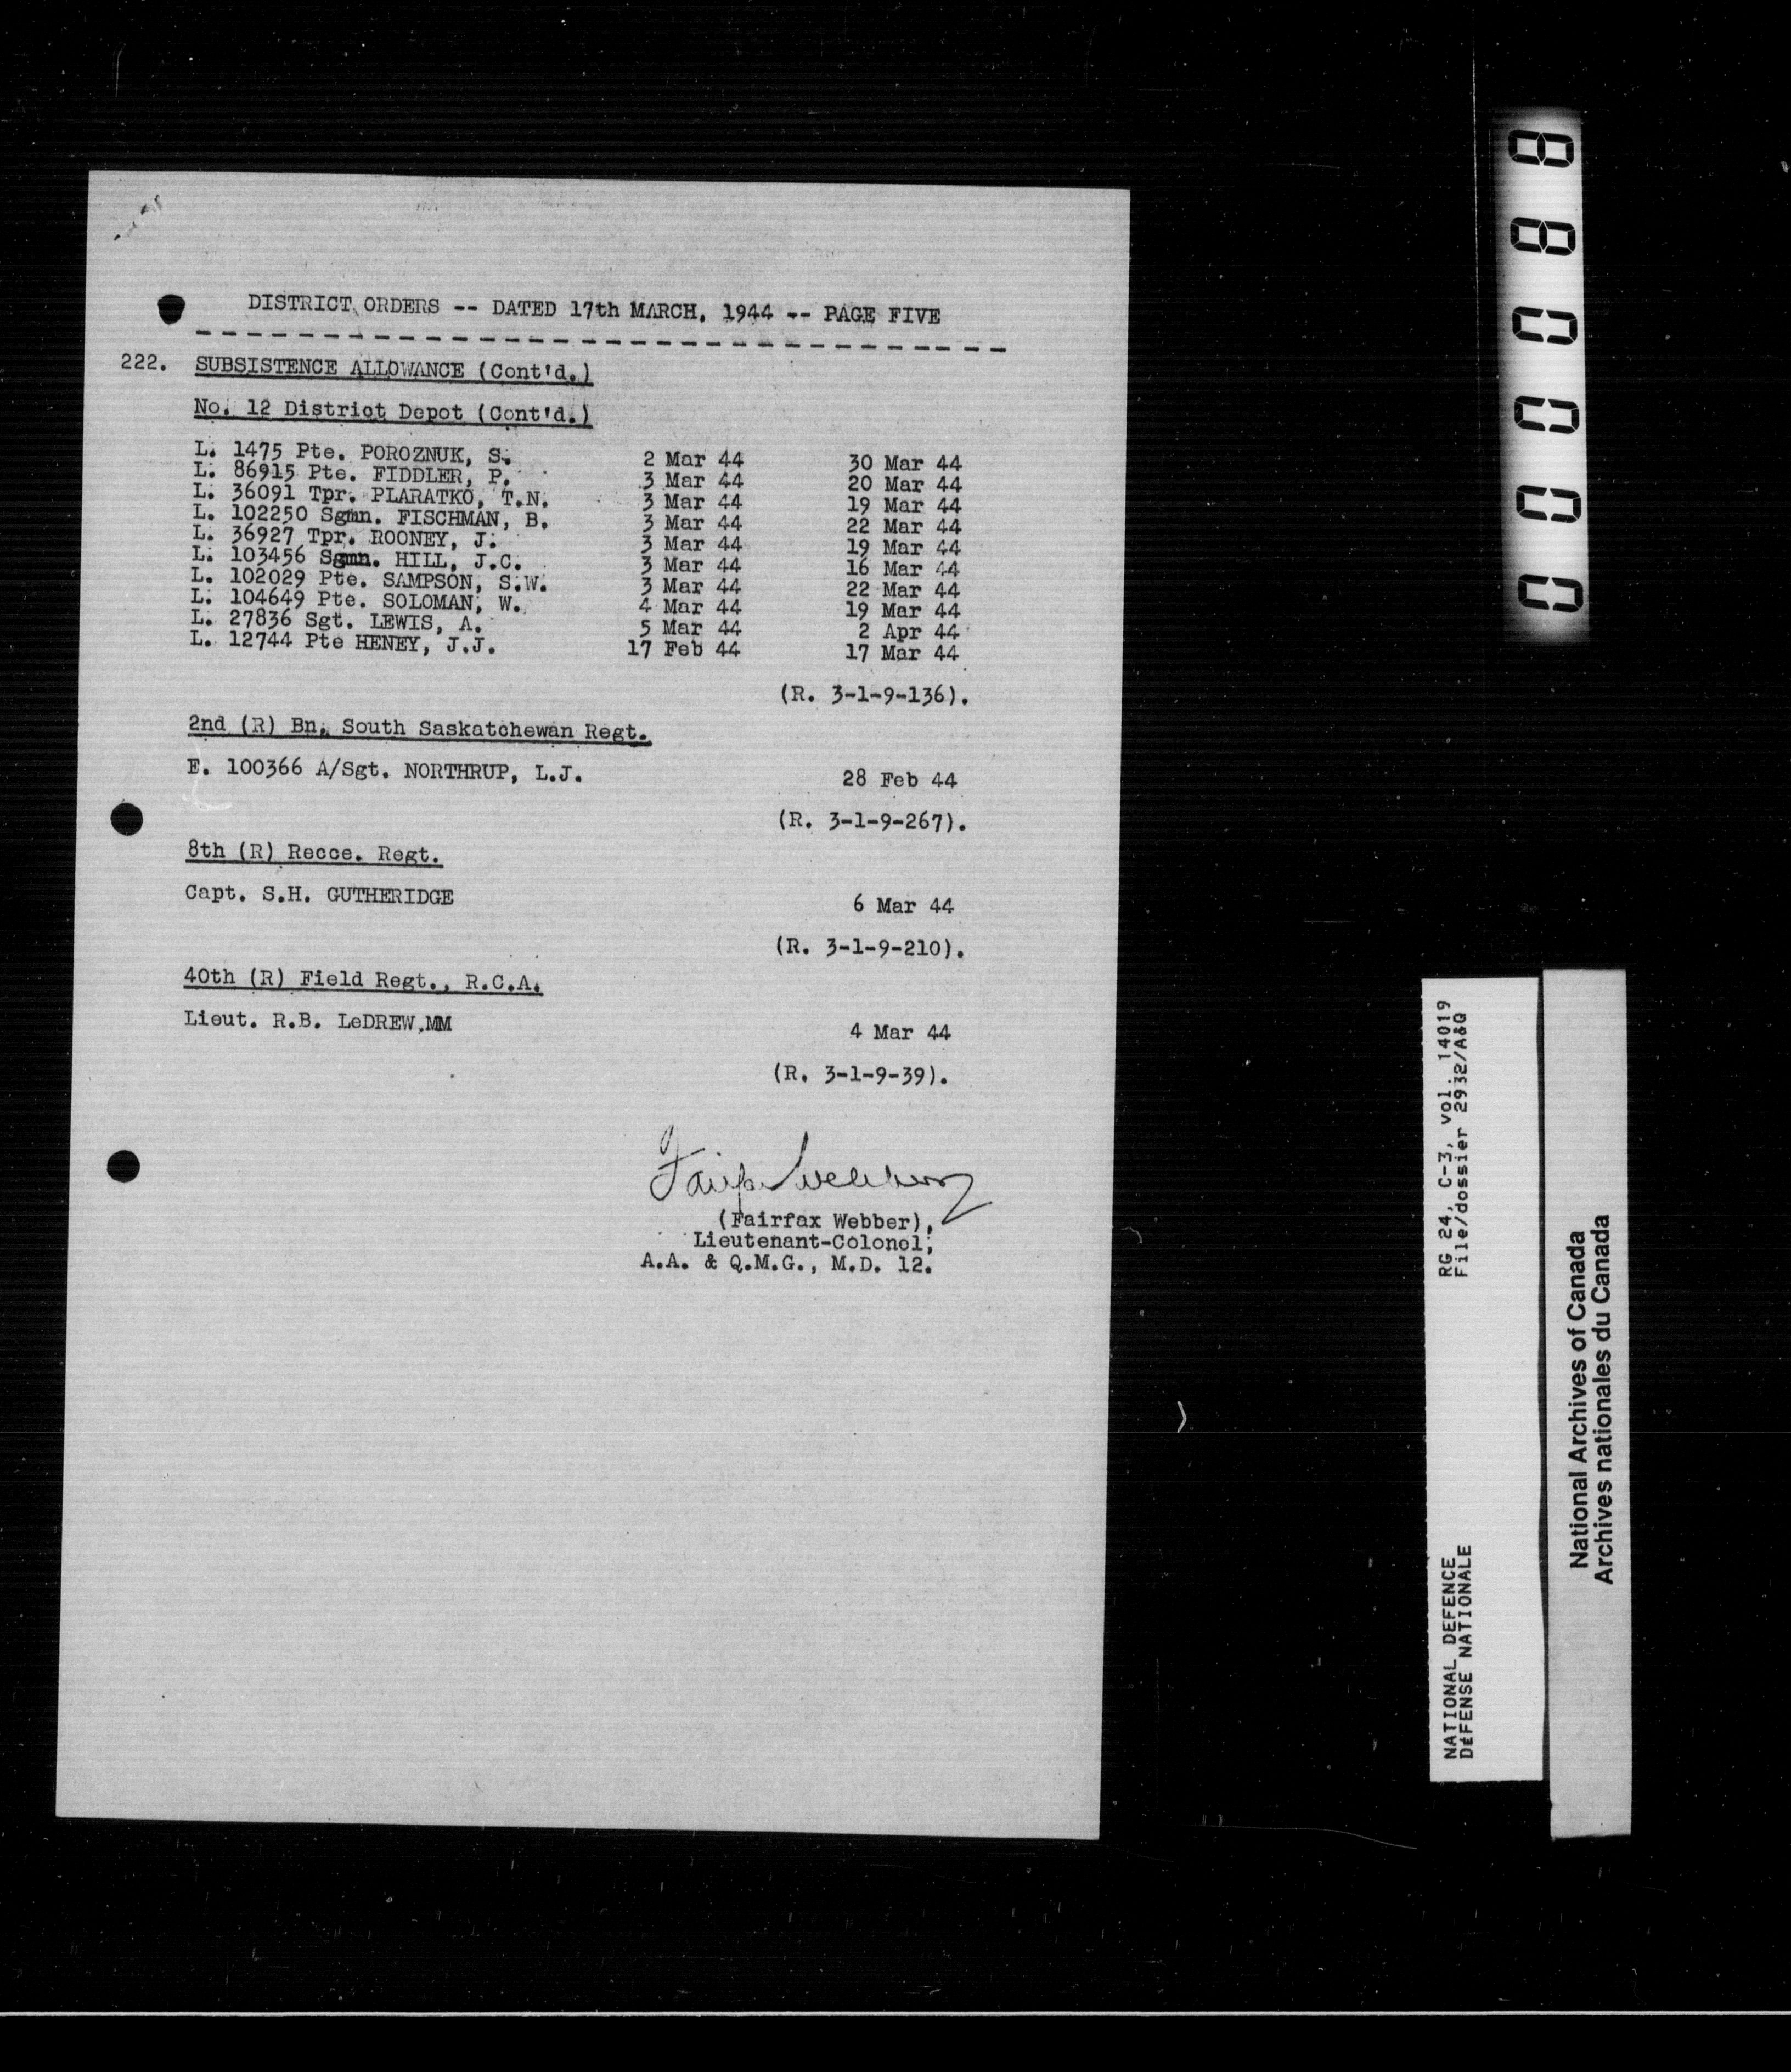 DISTRICT ORDERS -- DATED 17th MARCH, 1944 -- PAGE FIVE
222. SUBSISTENCE ALLOWANCE (Cont'd.)
No. 12 District Depot (Cont'd.)
L. 1475 Pte. POROZNUK, S. 2 Mar 44 30 Mar 44
L. 86915 Pte. FIDDLER, P. 3 Mar 44 20 Mar 44
L. 36091 Tpr. PLARATKO, T.N. 3 Mar 44 19 Mar 44
L. 102250 Sgmn. FISCHMAN, B. 3 Mar 44 22 Mar 44
L. 36927 Tpr. ROONEY, J. 3 Mar 44 19 Mar 44
L. 103456 Sgmn. HILL, J.C. 3 Mar 44 16 Mar 44
L. 102029 Pte. SAMPSON, S.W. 3 Mar 44 22 Mar 44
L. 104649 Pte. SOLOMAN, W. 4 Mar 44 19 Mar 44
L. 27836 Sgt. LEWIS, A. 5 Mar 44 2 Apr 44
L. 12744 Pte HENEY, J.J. 17 Feb 44 17 Mar 44
(R. 3-1-9-136).
2nd (R) Bn. South Saskatchewan Regt.
E. 100366 A/Sgt. NORTHRUP, L.J. 28 Feb 44
(R. 3-1-9-267).
8th (R) Recce. Regt.
Capt. S.H. GUTHERIDGE 6 Mar 44
(R. 3-1-9-210).
40th (R) Field Regt., R.C.A.
Lieut. R.B. LeDREW,MM 4 Mar 44
(R. 3-1-9-39).
(Fairfax Webber),
Lieutenant-Colonel,
A.A. & Q.M.G., M.D. 12.
000088
NATIONAL DEFENCE RG 24, C-3, vol. 14019
DÉFENSE NATIONALE File/dossier 2932/A&Q
National Archives of Canada
Archives nationales du Canada